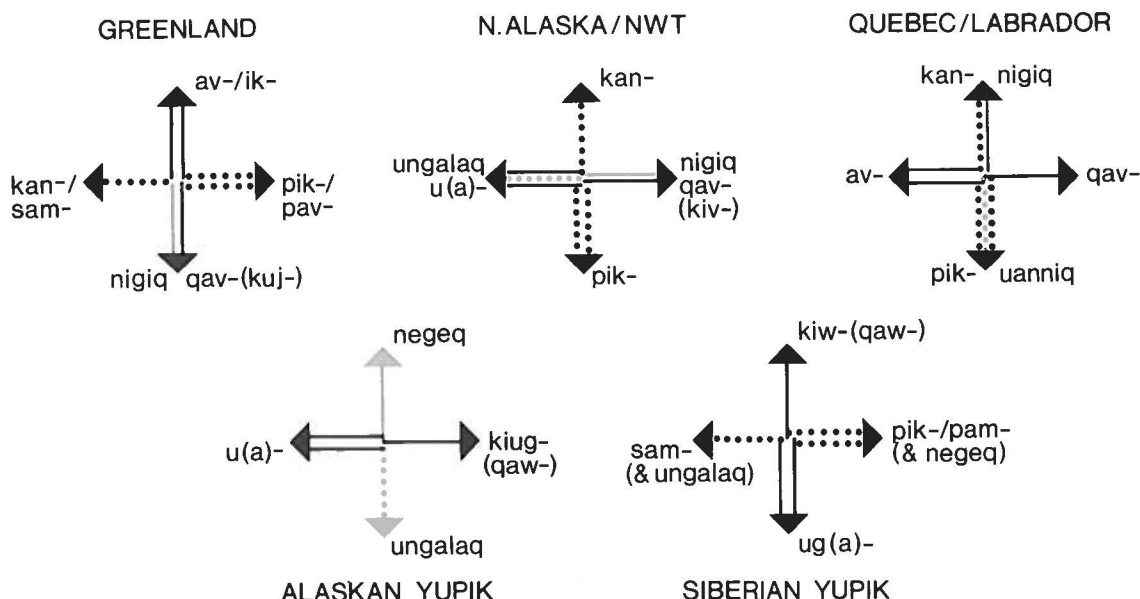 GREENLAND
av-/ik-
kan-/
sam-
pik-/
pav-
nigiq qav-(kuj-)
N.ALASKA/NWT
kan-
ungalaq
u(a)-
nigiq
qav-
(kiv-)
pik-
QUEBEC/LABRADOR
kan- nigiq
av-
qav-
pik- uanniq
negeq
u(a)-
kiug-
(qaw-)
ungalaq
ALASKAN YUPIK
kiw-(qaw-)
sam-
(& ungalaq)
pik-/pam-
(& negeq)
ug(a)-
SIBERIAN YUPIK